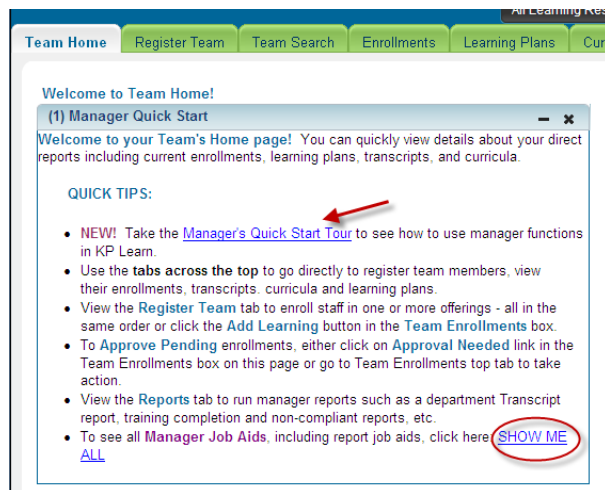 All Learning Res
Team Home Register Team Team Search Enrollments Learning Plans Cur
Welcome to Team Home!
(1) Manager Quick Start
Welcome to your Team's Home page! You can quickly view details about your direct
reports including current enrollments, learning plans, transcripts, and curricula.
QUICK TIPS:
• NEW! Take the Manager's Quick Start Tour to see how to use manager functions
in KP Learn.
• Use the tabs across the top to go directly to register team members, view
their enrollments, transcripts. curricula and learning plans.
• View the Register Team tab to enroll staff in one or more offerings - all in the
same order or click the Add Learning button in the Team Enrollments box.
• To Approve Pending enrollments, either click on Approval Needed link in the
Team Enrollments box on this page or go to Team Enrollments top tab to take
action.
• View the Reports tab to run manager reports such as a department Transcript
report, training completion and non-compliant reports, etc.
• To see all Manager Job Aids, including report job aids, click here: SHOW ME
ALL